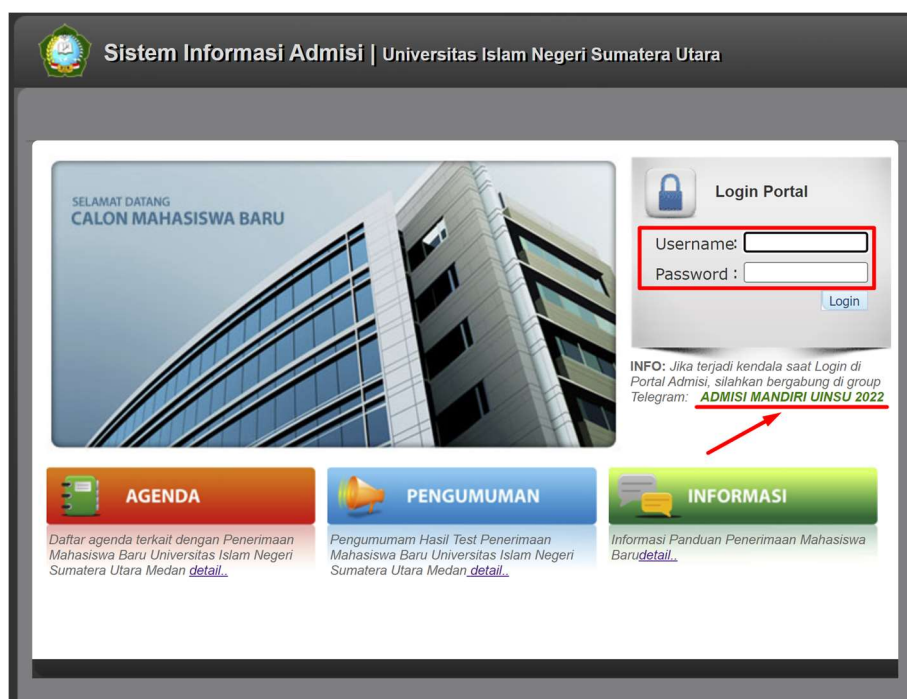 Sistem Informasi Admisi | Universitas Islam Negeri Sumatera Utara
SELAMAT DATANG
CALON MAHASISWA BARU
Login Portal
Username:
Password :
Login
INFO: Jika terjadi kendala saat Login di
Portal Admisi, silahkan bergabung di group
Telegram: ADMISI MANDIRI UINSU 2022
AGENDA
Daftar agenda terkait dengan Penerimaan
Mahasiswa Baru Universitas Islam Negeri
Sumatera Utara Medan detail..
PENGUMUMAN
Pengumumam Hasil Test Penerimaan
Mahasiswa Baru Universitas Islam Negeri
Sumatera Utara Medan detail..
INFORMASI
Informasi Panduan Penerimaan Mahasiswa
Barudetail..